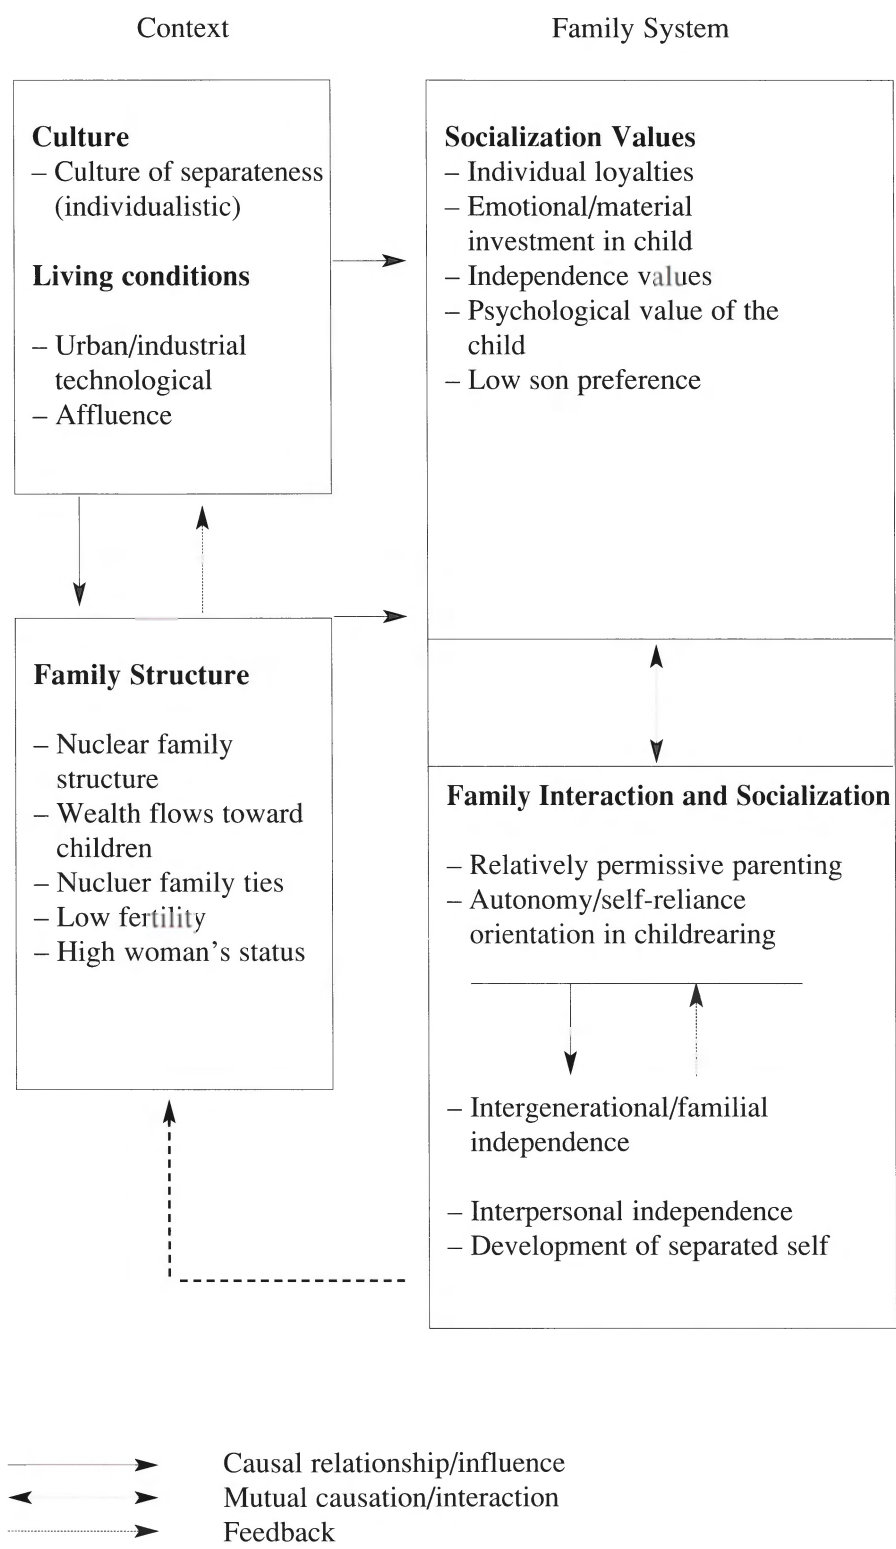 Context
Family System
Culture
– Culture of separateness
(individualistic)
Living conditions
– Urban/industrial
technological
– Affluence
Socialization Values
– Individual loyalties
– Emotional/material
investment in child
– Independence values
– Psychological value of the
child
– Low son preference
Family Structure
– Nuclear family
structure
– Wealth flows toward
children
– Nucluer family ties
– Low fertility
– High woman's status
Family Interaction and Socialization
– Relatively permissive parenting
– Autonomy/self-reliance
orientation in childrearing
– Intergenerational/familial
independence
– Interpersonal independence
– Development of separated self
Causal relationship/influence
Mutual causation/interaction
Feedback